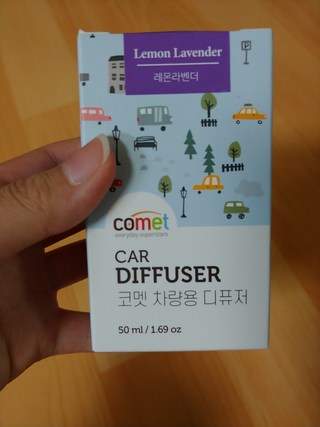 Lemon Lavender
레몬라벤더
P
comet
everyday superstars
CAR
DIFFUSER
코멧 차량용 디퓨저
50 ml / 1.69 oz